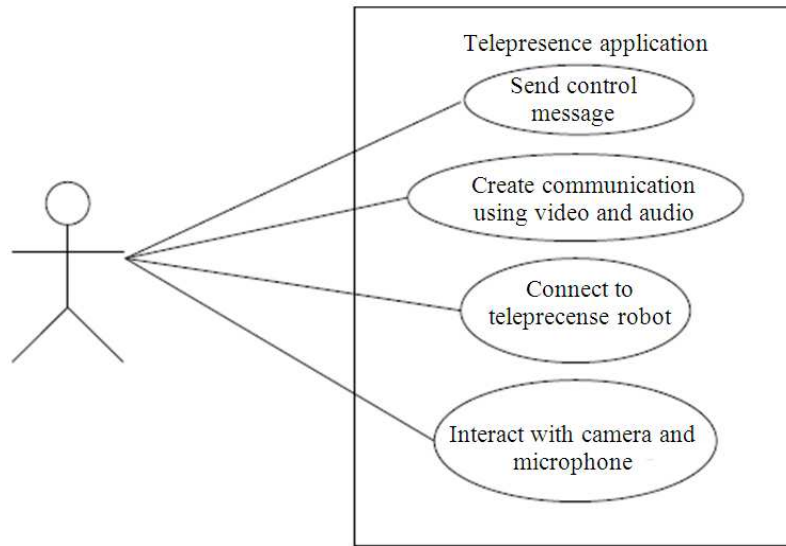 Telepresence application
Send control
message
Create communication
using video and audio
Connect to
teleprecense robot
Interact with camera and
microphone